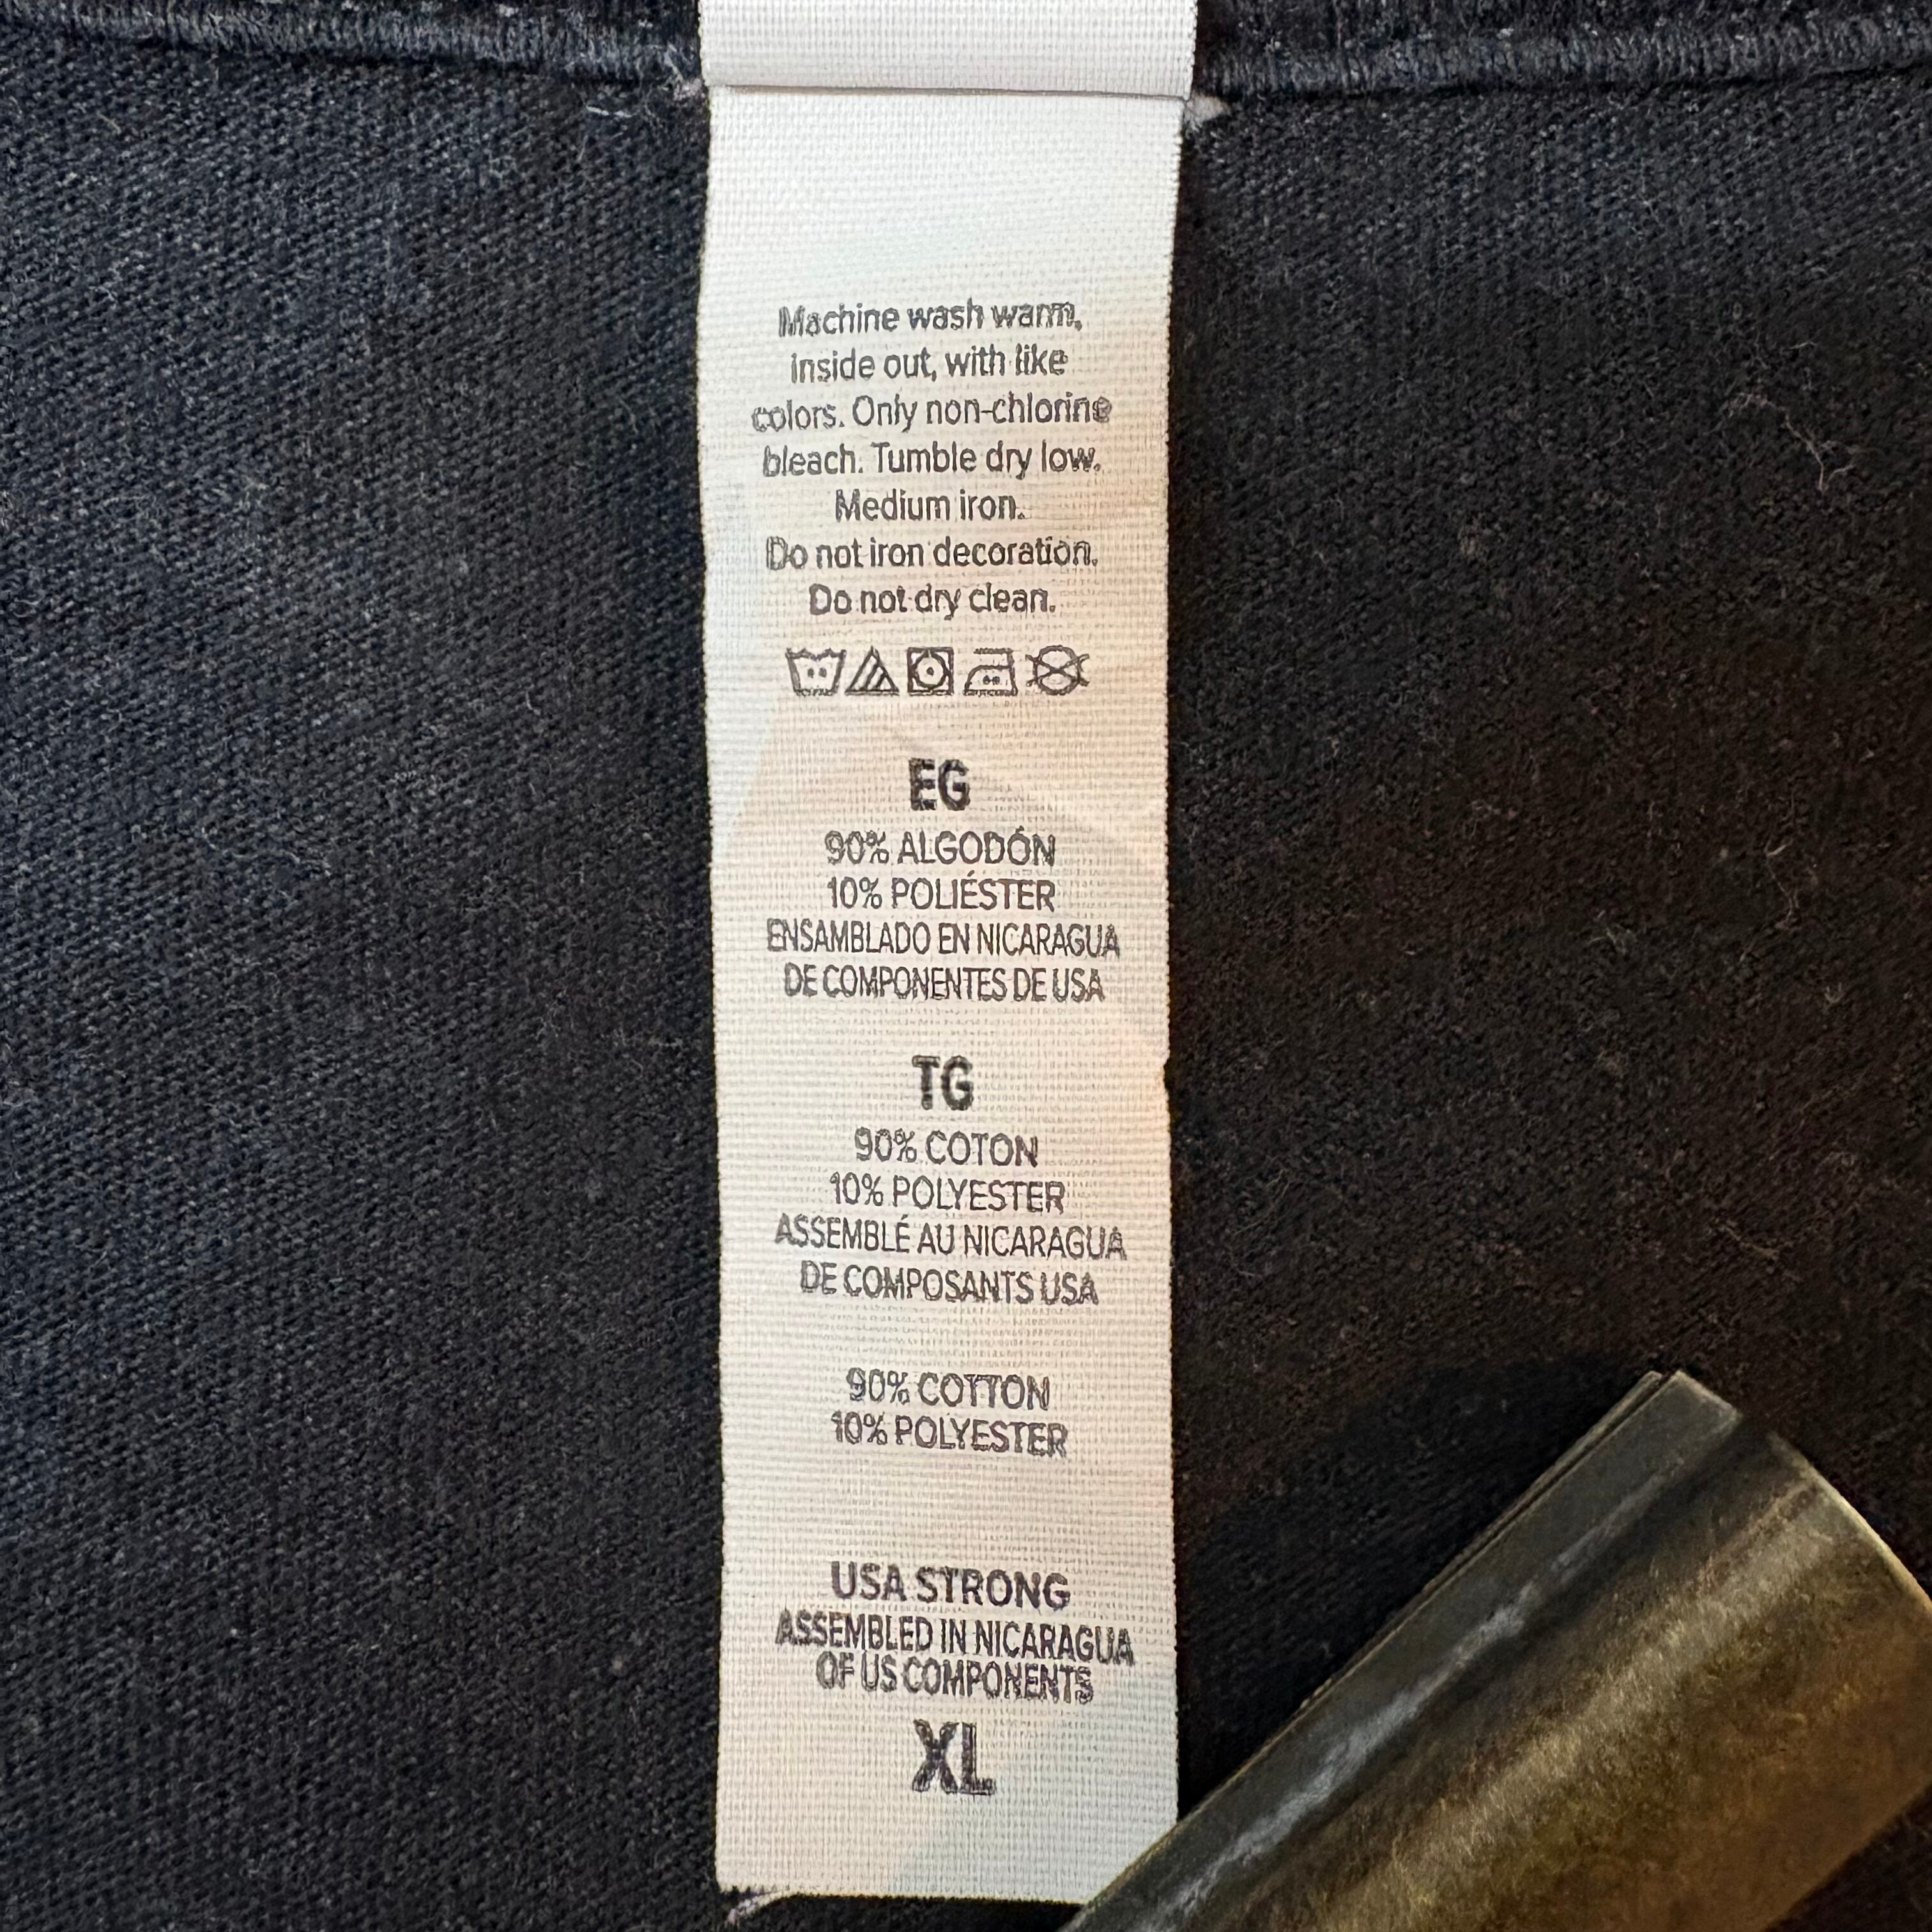 Machine wash warm,
inside out, with like
colors. Only non-chlorine
bleach. Tumble dry low.
Medium iron.
Do not iron decoration.
Do not dry clean.
EG
90% ALGODÓN
10% POLIÉSTER
ENSAMBLADO EN NICARAGUA
DE COMPONENTES DE USA
TG
90% COTON
10% POLYESTER
ASSEMBLÉ AU NICARAGUA
DE COMPOSANTS USA
90% COTTON
10% POLYESTER
USA STRONG
ASSEMBLED IN NICARAGUA
OF US COMPONENTS
XL